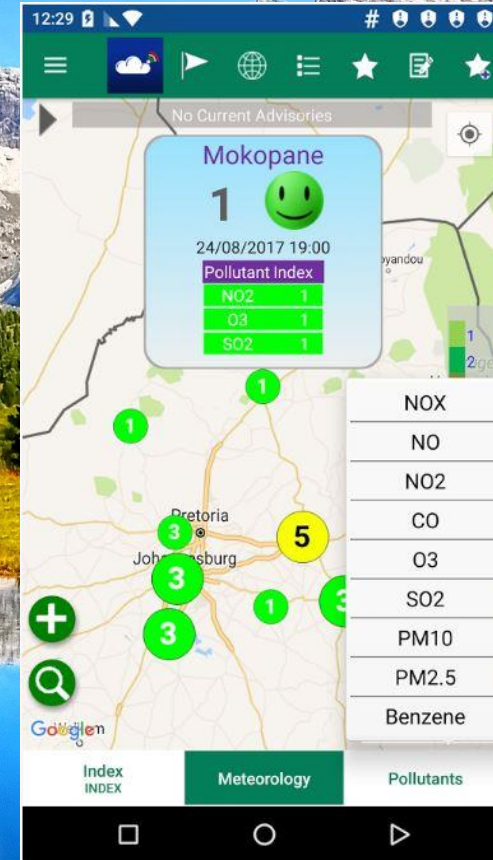 12:29
No Current Advisories
Mokopane
1
24/08/2017 19:00
Pollutant Index
NO2 1
O3 1
SO2 1
byandou
1
2
1
1
NOX
NO
NO2
CO
O3
SO2
PM10
PM2.5
Benzene
Pretoria
3
5
Johannesburg
3
3
1
3
Google
Index
INDEX
Meteorology
Pollutants